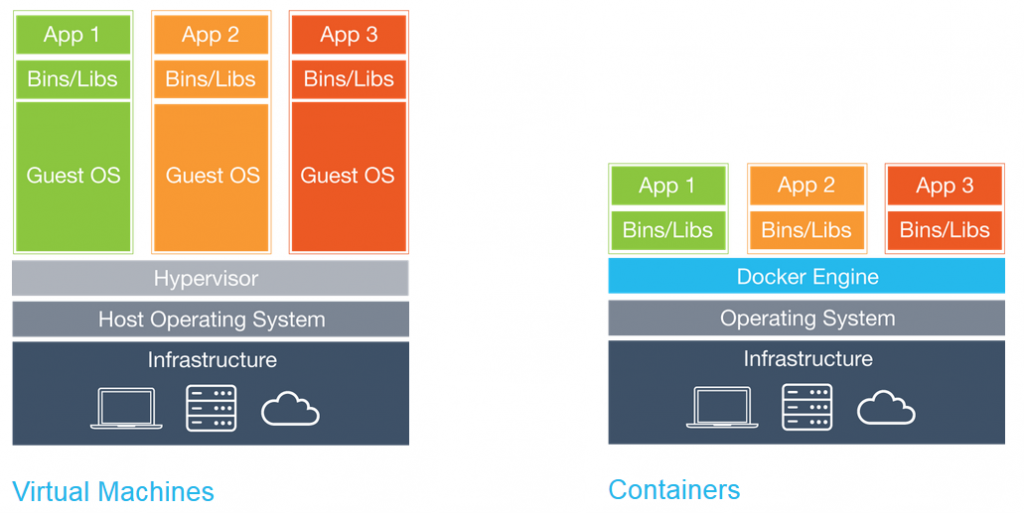 App 1
App 2
App 3
Bins/Libs
Bins/Libs
Bins/Libs
Guest OS
Guest OS
Guest OS
Hypervisor
Host Operating System
Infrastructure
Virtual Machines
App 1
App 2
App 3
Bins/Libs
Bins/Libs
Bins/Libs
Docker Engine
Operating System
Infrastructure
Containers